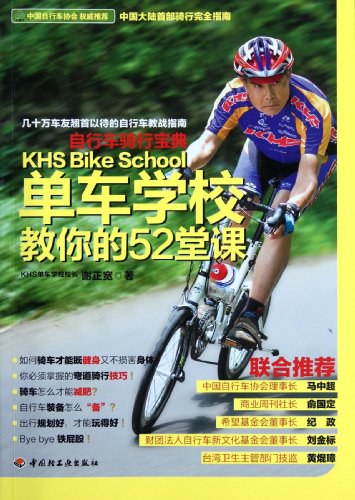 中国自行车协会 权威推荐
中国大陆首部骑行完全指南
几十万车友翘首以待的自行车教战指南
自行车骑行宝典
KHS Bike School
单车学校
教你的52堂课
KHS单车学校校长 谢正宽 著
如何骑车才能既健身又不损害身体
你必须掌握的弯道骑行技巧！
骑车怎么才能减肥？
自行车装备怎么“备”？
出行规划好，才能玩得好！
Bye bye 铁屁股！
联合推荐
中国自行车协会理事长 马中超
商业周刊社长 俞国定
希望基金会董事长 纪政
财团法人自行车新文化基金会董事长 刘金标
台湾卫生主管部门技监 黄焜璋
中国轻工业出版社